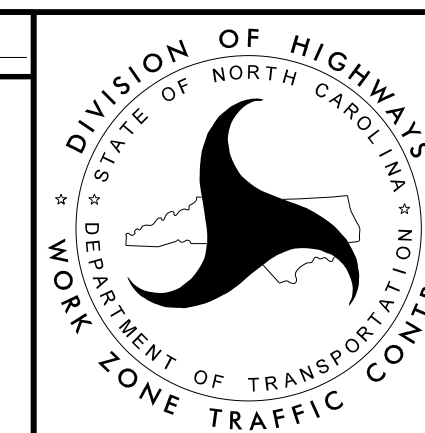 DIVISION OF HIGHWAYS
STATE OF NORTH CAROLINA
DEPARTMENT OF TRANSPORTATION
WORK ZONE TRAFFIC CONT